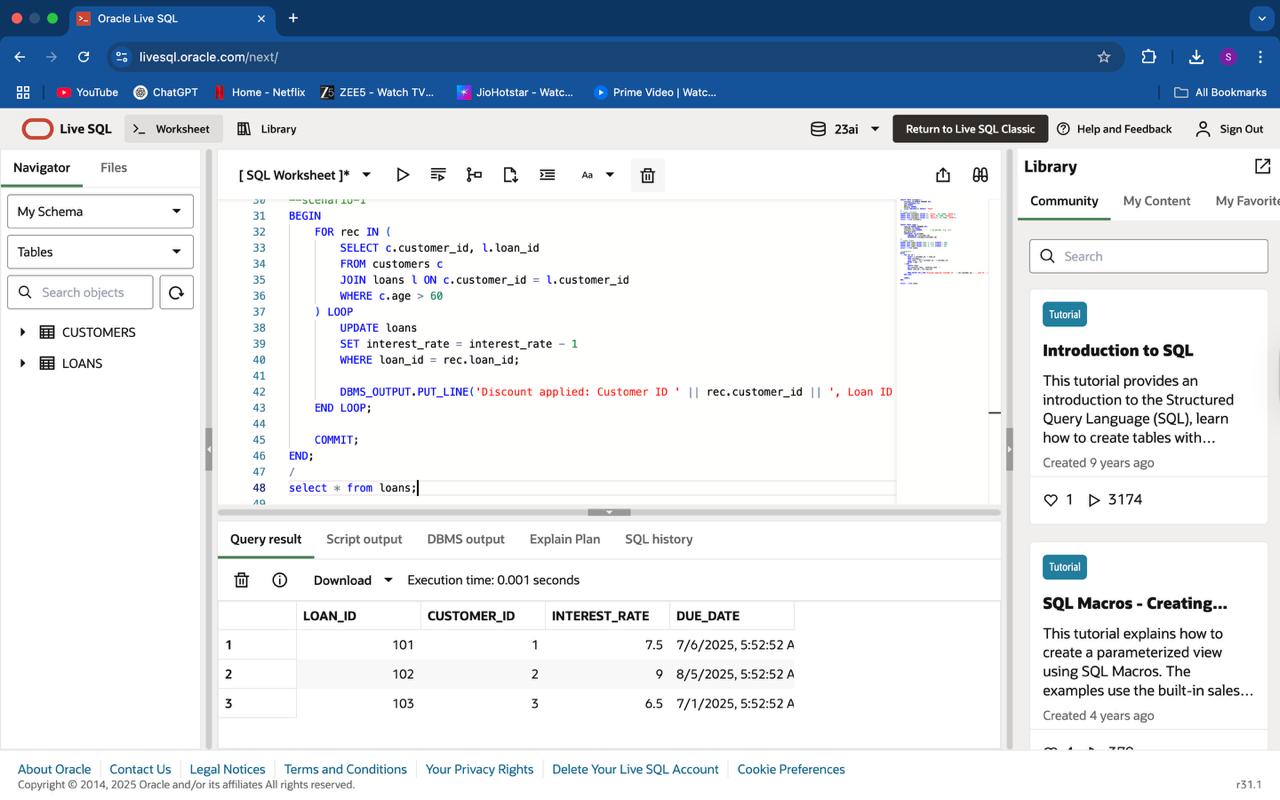 Oracle Live SQL
livesql.oracle.com/next/
S
YouTube
ChatGPT
Home - Netflix
ZEE5 - Watch TV...
JioHotstar - Watc...
Prime Video | Watc...
All Bookmarks
Live SQL
Worksheet
Library
23ai
Return to Live SQL Classic
Help and Feedback
Sign Out
Navigator
Files
My Schema
Tables
Search objects
CUSTOMERS
LOANS
[ SQL Worksheet ]*
Aa
30 --scenario-1
31 BEGIN
32 FOR rec IN (
33 SELECT c.customer_id, l.loan_id
34 FROM customers c
35 JOIN loans l ON c.customer_id = l.customer_id
36 WHERE c.age > 60
37 ) LOOP
38 UPDATE loans
39 SET interest_rate = interest_rate - 1
40 WHERE loan_id = rec.loan_id;
41
42 DBMS_OUTPUT.PUT_LINE('Discount applied: Customer ID ' || rec.customer_id || ', Loan ID
43 END LOOP;
44
45 COMMIT;
46 END;
47 /
48 select * from loans;
49
Query result
Script output
DBMS output
Explain Plan
SQL history
Download
Execution time: 0.001 seconds
LOAN_ID CUSTOMER_ID INTEREST_RATE DUE_DATE
1 101 1 7.5 7/6/2025, 5:52:52 A
2 102 2 9 8/5/2025, 5:52:52 A
3 103 3 6.5 7/1/2025, 5:52:52 A
Library
Community
My Content
My Favorite
Search
Tutorial
Introduction to SQL
This tutorial provides an
introduction to the Structured
Query Language (SQL), learn
how to create tables with...
Created 9 years ago
1 3174
Tutorial
SQL Macros - Creating...
This tutorial explains how to
create a parameterized view
using SQL Macros. The
examples use the built-in sales...
Created 4 years ago
About Oracle
Contact Us
Legal Notices
Terms and Conditions
Your Privacy Rights
Delete Your Live SQL Account
Cookie Preferences
Copyright © 2014, 2025 Oracle and/or its affiliates All rights reserved.
r31.1